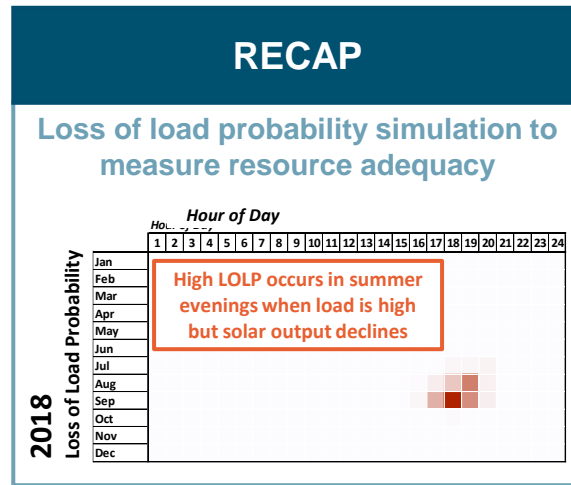 RECAP
Loss of load probability simulation to
measure resource adequacy
Hour of Day
1 2 3 4 5 6 7 8 9 10 11 12 13 14 15 16 17 18 19 20 21 22 23 24
2018
Loss of Load Probability
Jan
Feb
Mar
Apr
May
Jun
Jul
Aug
Sep
Oct
Nov
Dec
High LOLP occurs in summer
evenings when load is high
but solar output declines